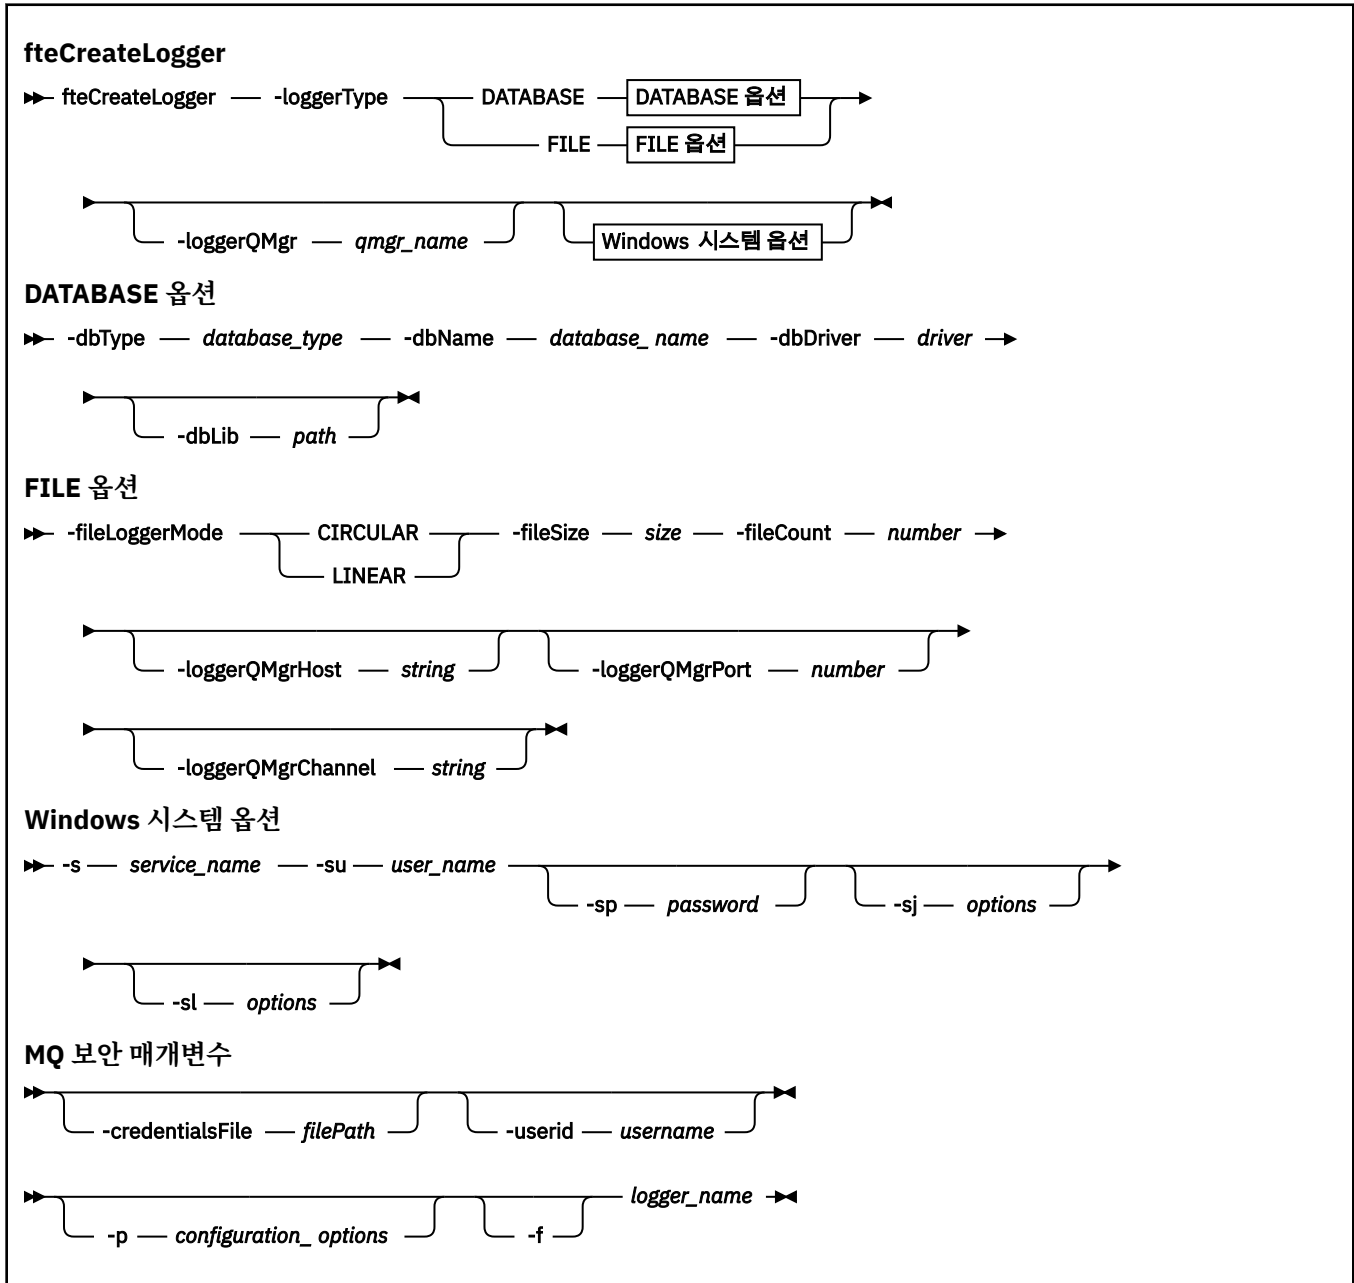 fteCreateLogger
fteCreateLogger -loggerType DATABASE DATABASE 옵션
FILE FILE 옵션
-loggerQMgr qmgr_name Windows 시스템 옵션
DATABASE 옵션
-dbType database_type -dbName database_ name -dbDriver driver
-dbLib path
FILE 옵션
-fileLoggerMode CIRCULAR -fileSize size -fileCount number
LINEAR
-loggerQMgrHost string -loggerQMgrPort number
-loggerQMgrChannel string
Windows 시스템 옵션
-s service_name -su user_name
-sp password -sj options
-sl options
MQ 보안 매개변수
-credentialsFile filePath -userid username
logger_name
-p configuration_ options -f